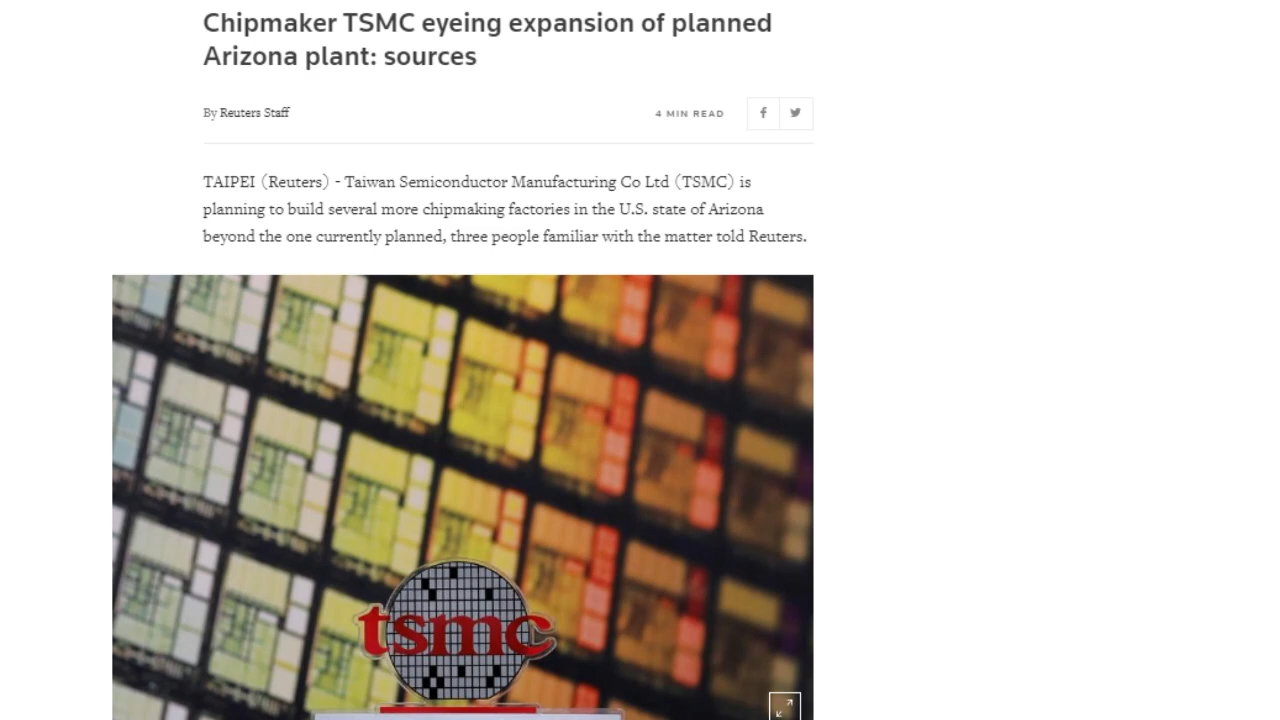 Chipmaker TSMC eyeing expansion of planned
Arizona plant: sources
By Reuters Staff
4 MIN READ
TAIPEI (Reuters) - Taiwan Semiconductor Manufacturing Co Ltd (TSMC) is
planning to build several more chipmaking factories in the U.S. state of Arizona
beyond the one currently planned, three people familiar with the matter told Reuters.
tsmc